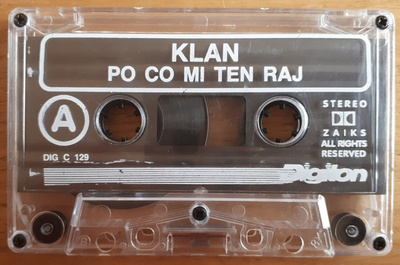 KLAN
PO CO MI TEN RAJ
A
STEREO
ZAIKS
ALL RIGHTS
RESERVED
DIG C 129
Digiton